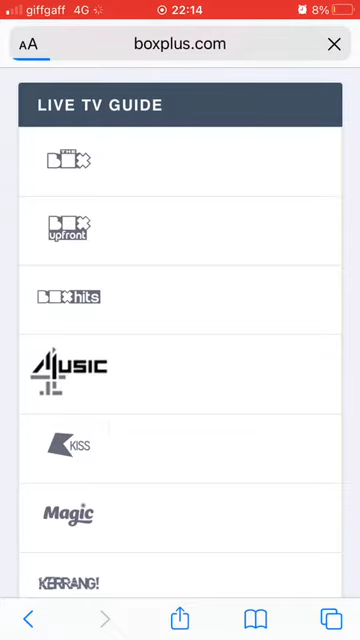 giffgaff 4G 22:14 8%
AA boxplus.com
LIVE TV GUIDE
THE BOX
BOX upfront
BOX hits
4Music
KISS
Magic
KERRANG!